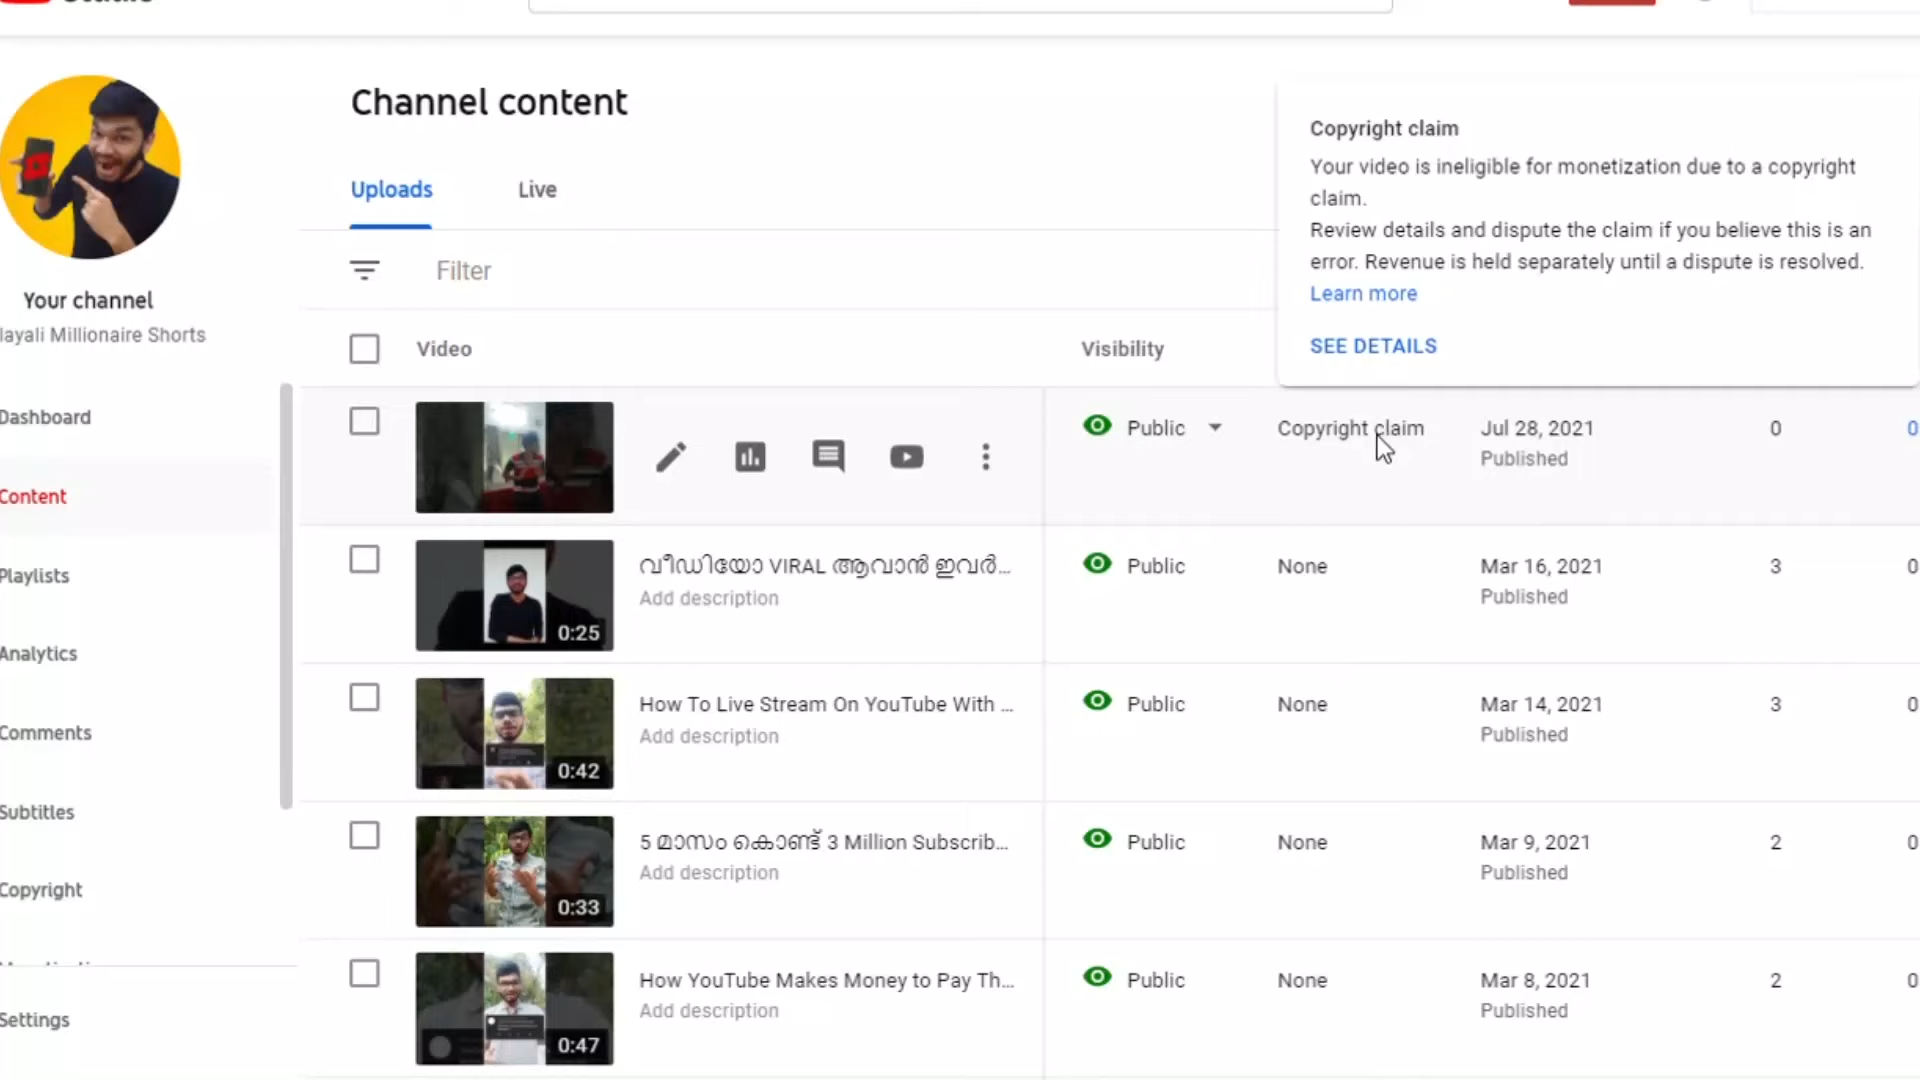 Channel content
Uploads
Live
Filter
Your channel
layali Millionaire Shorts
Dashboard
Content
Playlists
Analytics
Comments
Subtitles
Copyright
Settings
Copyright claim
Your video is ineligible for monetization due to a copyright
claim.
Review details and dispute the claim if you believe this is an
error. Revenue is held separately until a dispute is resolved.
Learn more
SEE DETAILS
Video
Visibility
Public
Copyright claim
Jul 28, 2021
0
0
Published
വീഡിയോ VIRAL ആവാൻ ഇവർ...
Public
None
Mar 16, 2021
3
0
Add description
Published
0:25
How To Live Stream On YouTube With ...
Public
None
Mar 14, 2021
3
0
Add description
Published
0:42
5 മാസം കൊണ്ട് 3 Million Subscrib...
Public
None
Mar 9, 2021
2
0
Add description
Published
0:33
How YouTube Makes Money to Pay Th...
Public
None
Mar 8, 2021
2
0
Add description
Published
0:47